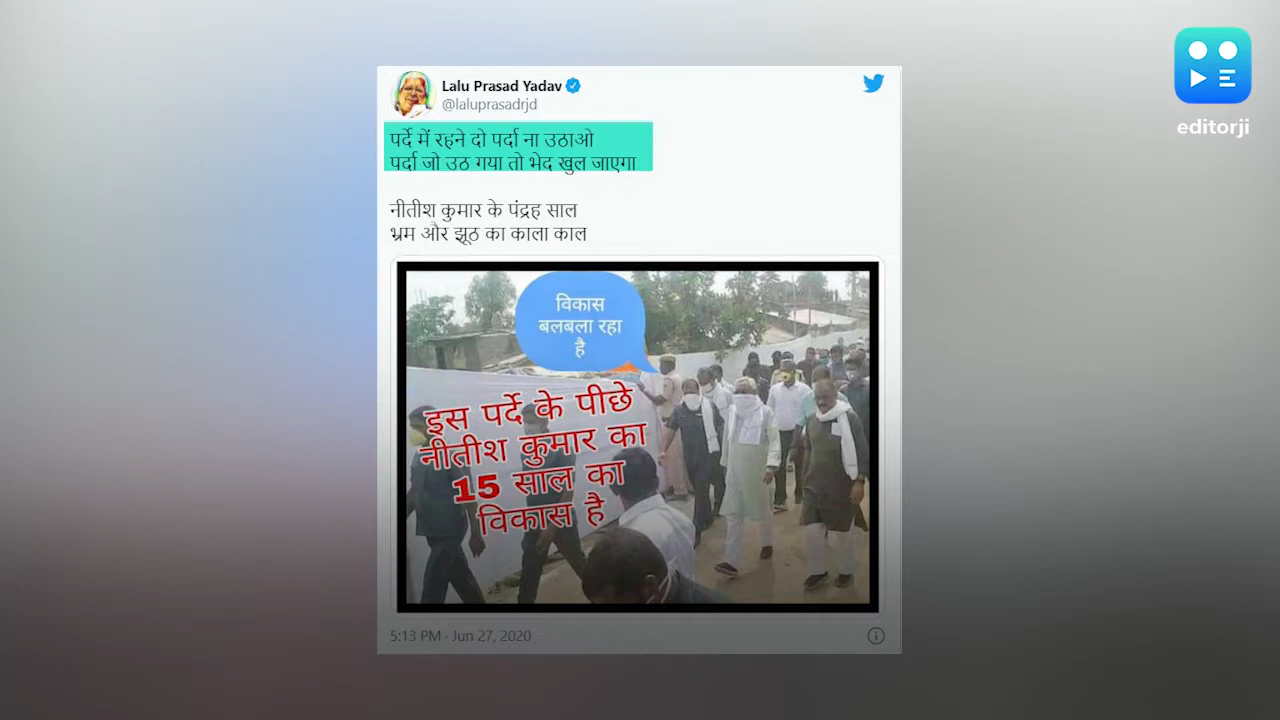 Lalu Prasad Yadav
@laluprasadrjd
पर्दे में रहने दो पर्दा ना उठाओ
पर्दा जो उठ गया तो भेद खुल जाएगा
नीतीश कुमार के पंद्रह साल
भ्रम और झूठ का काला काल
विकास
बलबला रहा
है
इस पर्दे के पीछे
नीतीश कुमार का
15 साल का
विकास है
5:13 PM · Jun 27, 2020
editorji